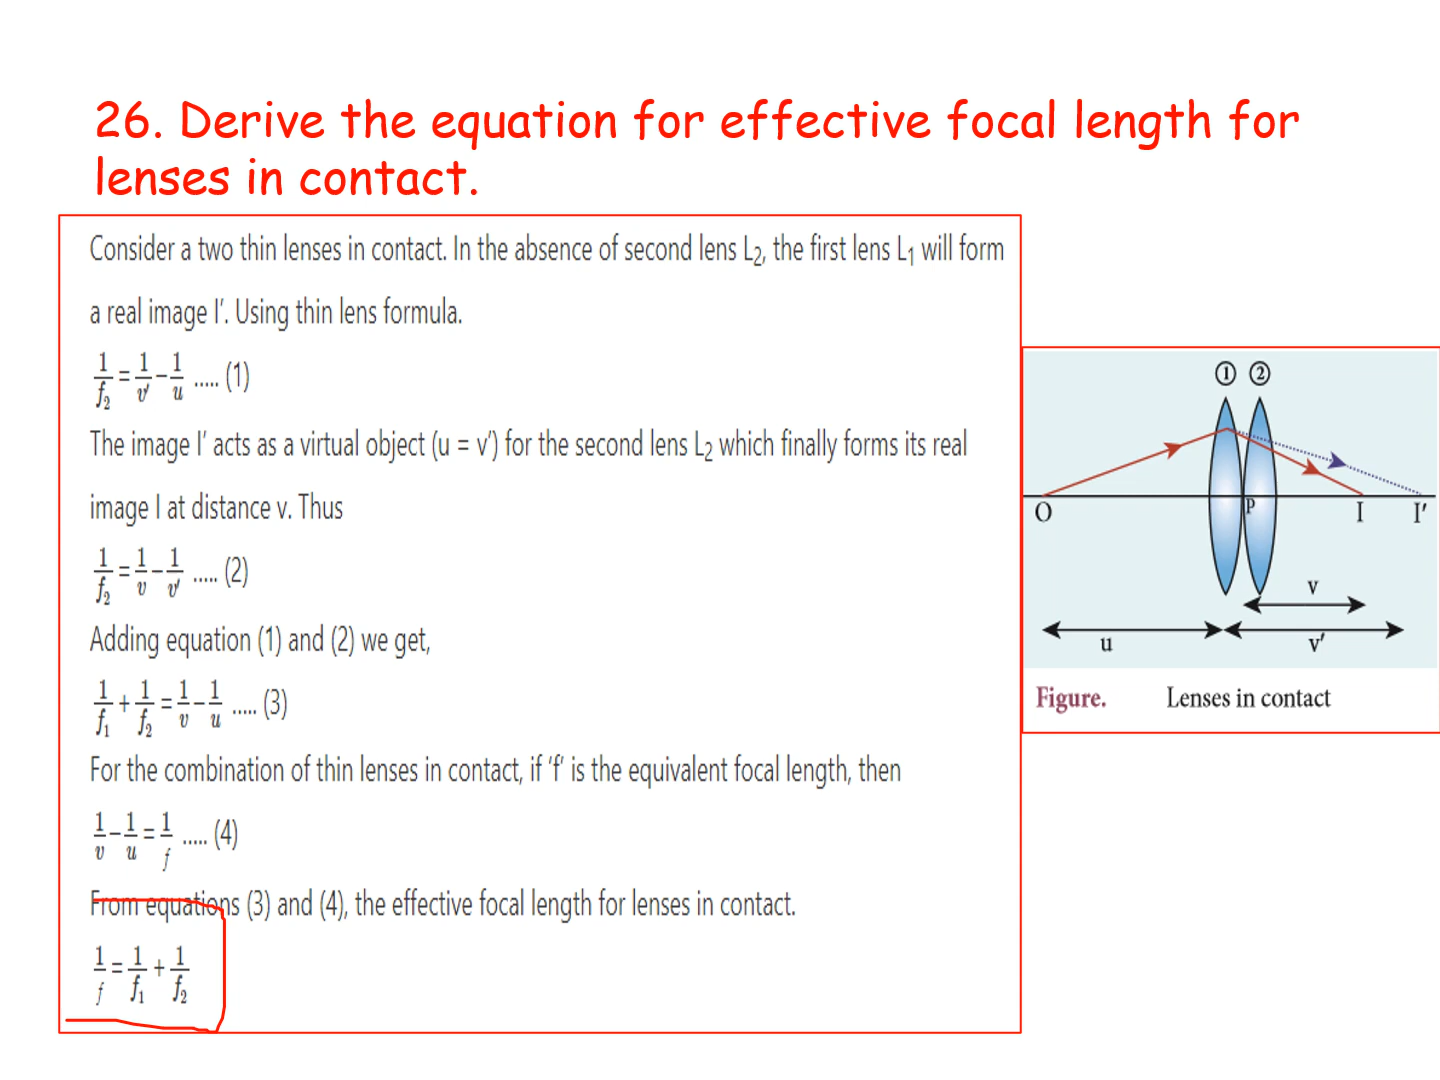 26. Derive the equation for effective focal length for
lenses in contact.
Consider a two thin lenses in contact. In the absence of second lens L₂, the first lens L₁ will form
a real image I′. Using thin lens formula.
1/f₂ = 1/v′ − 1/u ..... (1)
The image I′ acts as a virtual object (u = v′) for the second lens L₂ which finally forms its real
image I at distance v. Thus
1/f₂ = 1/v − 1/v′ ..... (2)
Adding equation (1) and (2) we get,
1/f₁ + 1/f₂ = 1/v − 1/u ..... (3)
For the combination of thin lenses in contact, if ‘f’ is the equivalent focal length, then
1/v − 1/u = 1/f ..... (4)
From equations (3) and (4), the effective focal length for lenses in contact.
1/f = 1/f₁ + 1/f₂
① ②
O P I I′
v
u v′
Figure. Lenses in contact